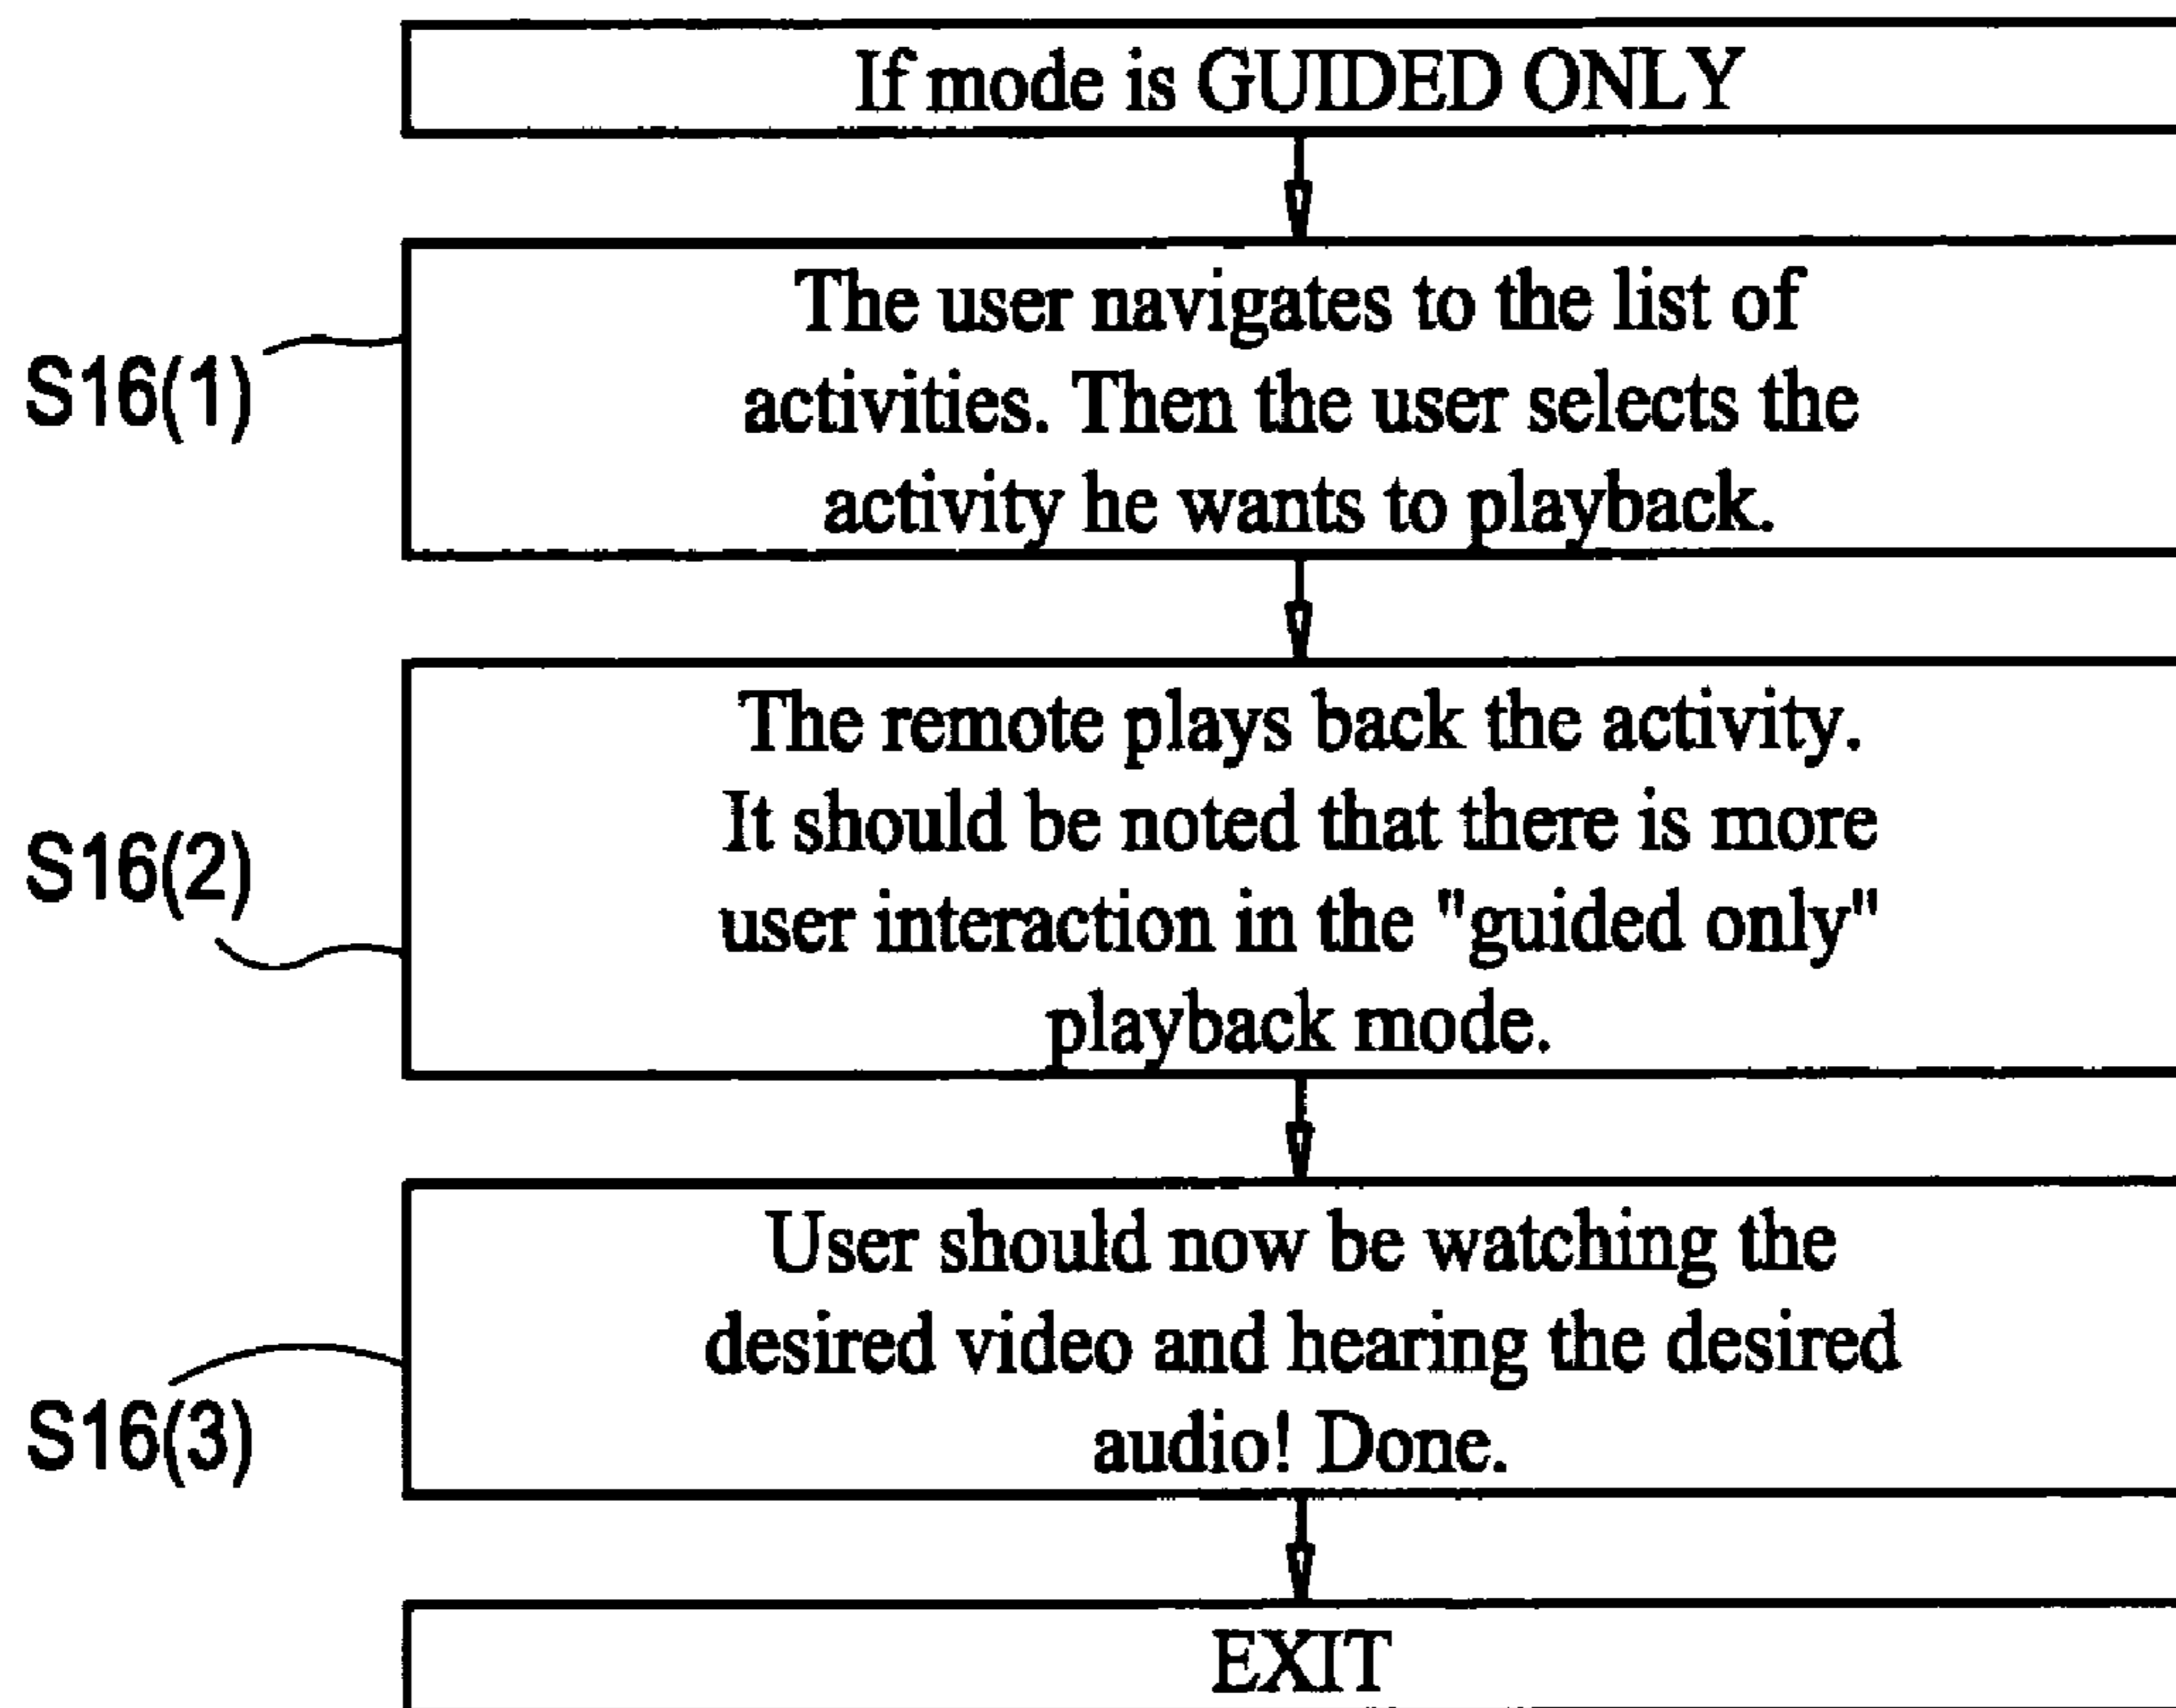 If mode is GUIDED ONLY
The user navigates to the list of
activities. Then the user selects the
activity he wants to playback.
S16(1)
The remote plays back the activity.
It should be noted that there is more
user interaction in the "guided only"
playback mode.
S16(2)
User should now be watching the
desired video and hearing the desired
audio! Done.
S16(3)
EXIT